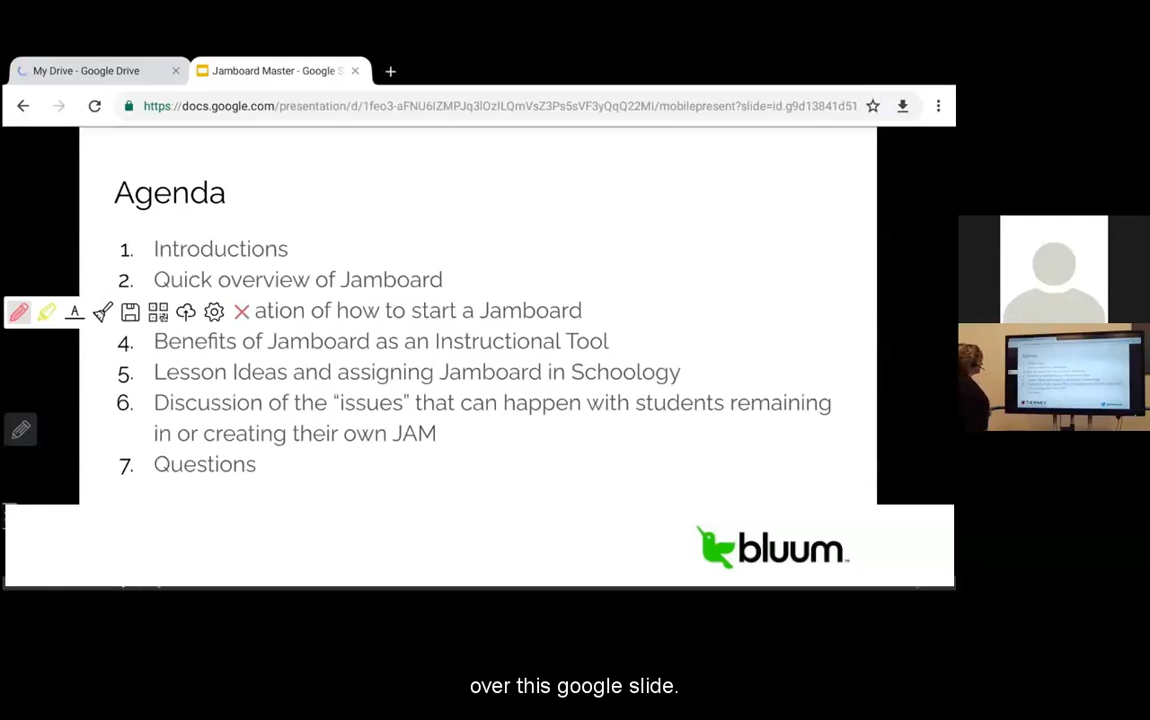 My Drive - Google Drive
Jamboard Master - Google S
https://docs.google.com/presentation/d/1feo3-aFNU6IZMPJq3lOzILQmVsZ3Ps5sVF3yQqQ22MI/mobilepresent?slide=id.g9d13841d51
Agenda
1. Introductions
2. Quick overview of Jamboard
ation of how to start a Jamboard
4. Benefits of Jamboard as an Instructional Tool
5. Lesson Ideas and assigning Jamboard in Schoology
6. Discussion of the “issues” that can happen with students remaining
in or creating their own JAM
7. Questions
bluum
over this google slide.